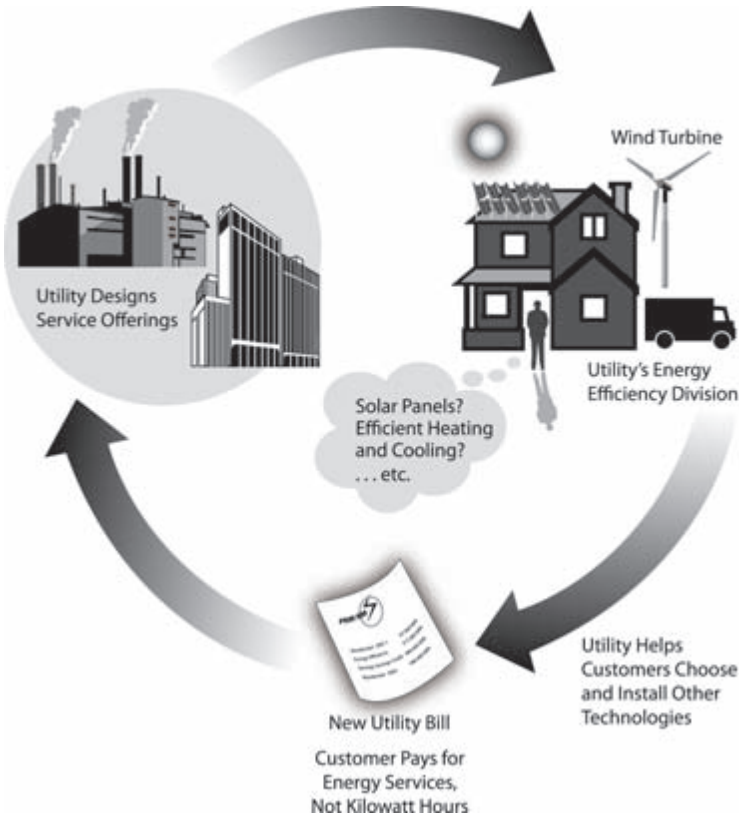 Wind Turbine
Utility Designs
Service Offerings
Utility's Energy
Efficiency Division
Solar Panels?
Efficient Heating
and Cooling?
. . . etc.
Utility Helps
Customers Choose
and Install Other
Technologies
New Utility Bill
Customer Pays for
Energy Services,
Not Kilowatt Hours